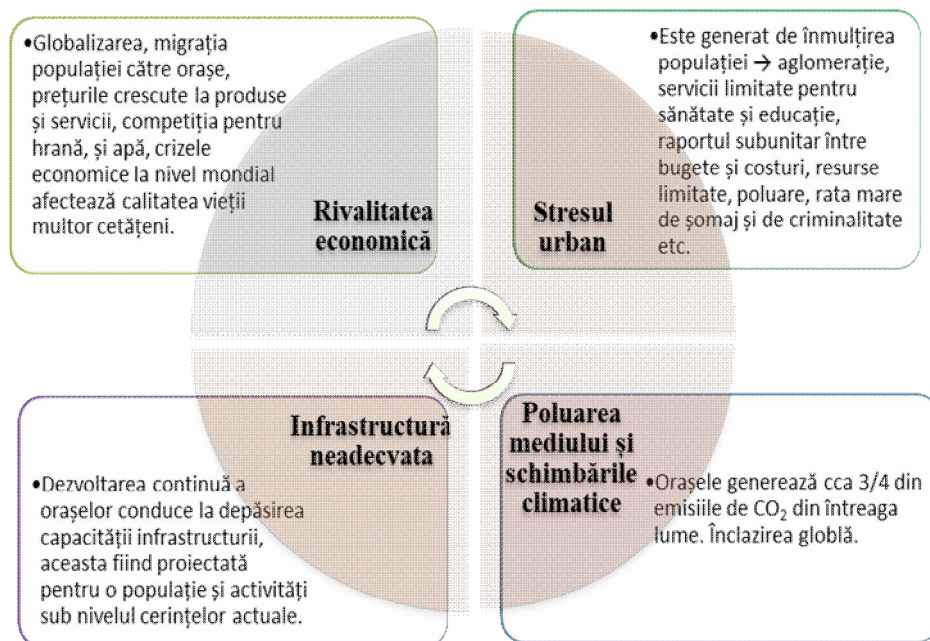 •Globalizarea, migrația
populației către orașe,
prețurile crescute la produse
și servicii, competiția pentru
hrană, și apă, crizele
economice la nivel mondial
afectează calitatea vieții
multor cetățeni.
Rivalitatea
economică
•Este generat de înmulțirea
populației → aglomerație,
servicii limitate pentru
sănătate și educație,
raportul subunitar între
bugete și costuri, resurse
limitate, poluare, rata mare
de șomaj și de criminalitate
etc.
Stresul
urban
Infrastructură
neadecvata
•Dezvoltarea continuă a
orașelor conduce la depășirea
capacității infrastructurii,
aceasta fiind proiectată
pentru o populație și activități
sub nivelul cerințelor actuale.
Poluarea
mediului și
schimbările
climatice
•Orașele generează cca 3/4 din
emisiile de CO₂ din întreaga
lume. Înclazirea globlă.